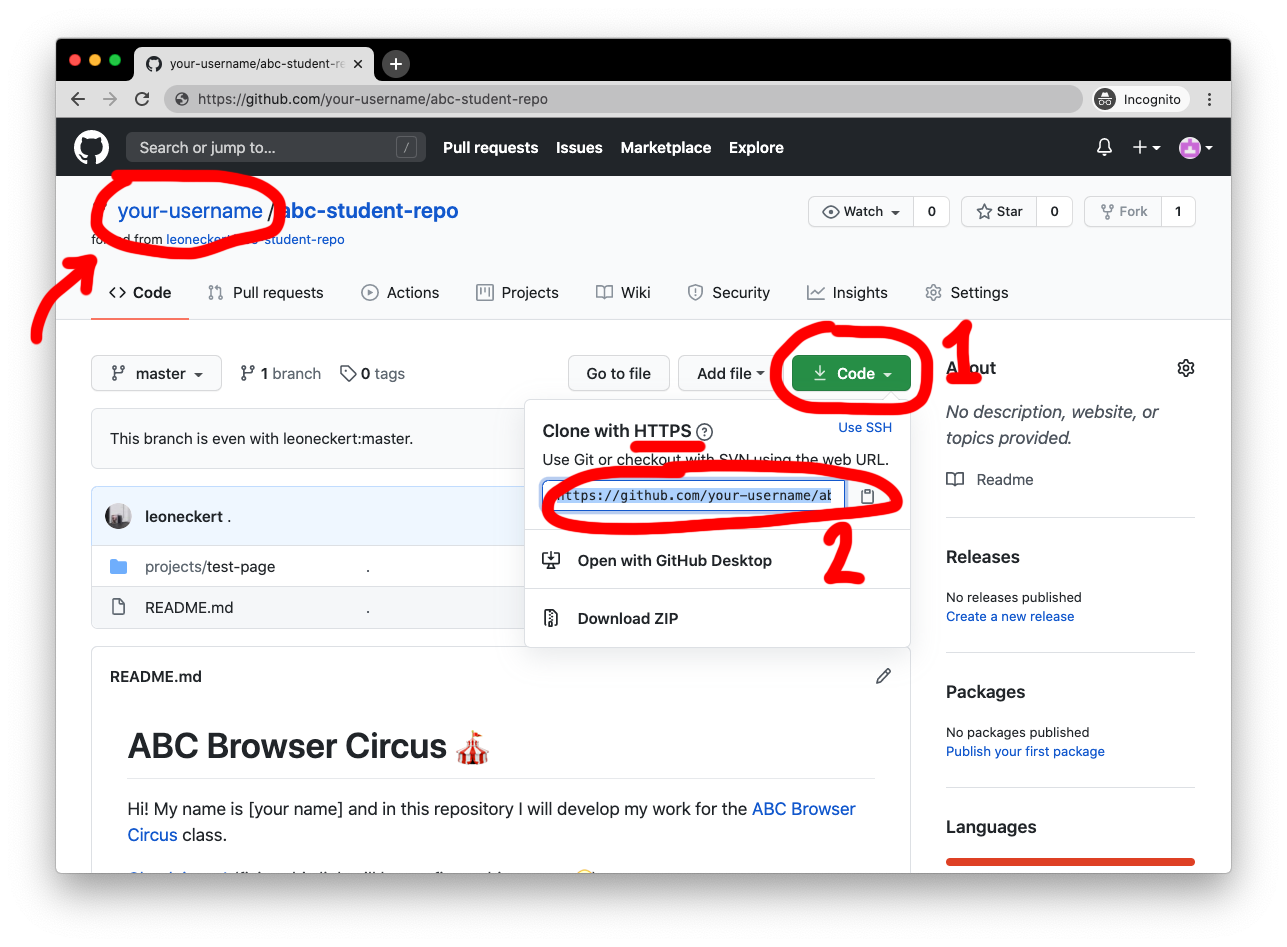 your-username/abc-student-re
https://github.com/your-username/abc-student-repo
Incognito
Search or jump to...
/
Pull requests
Issues
Marketplace
Explore
your-username / abc-student-repo
forked from leoneckert/abc-student-repo
Watch 0
Star 0
Fork 1
Code
Pull requests
Actions
Projects
Wiki
Security
Insights
Settings
1
master
1 branch
0 tags
Go to file
Add file
Code
About
No description, website, or
topics provided.
Readme
This branch is even with leoneckert:master.
Clone with HTTPS ?
Use SSH
Use Git or checkout with SVN using the web URL.
https://github.com/your-username/ab
2
Open with GitHub Desktop
Download ZIP
leoneckert .
projects/test-page .
README.md .
Releases
No releases published
Create a new release
Packages
No packages published
Publish your first package
Languages
README.md
ABC Browser Circus 🎪
Hi! My name is [your name] and in this repository I will develop my work for the ABC Browser
Circus class.